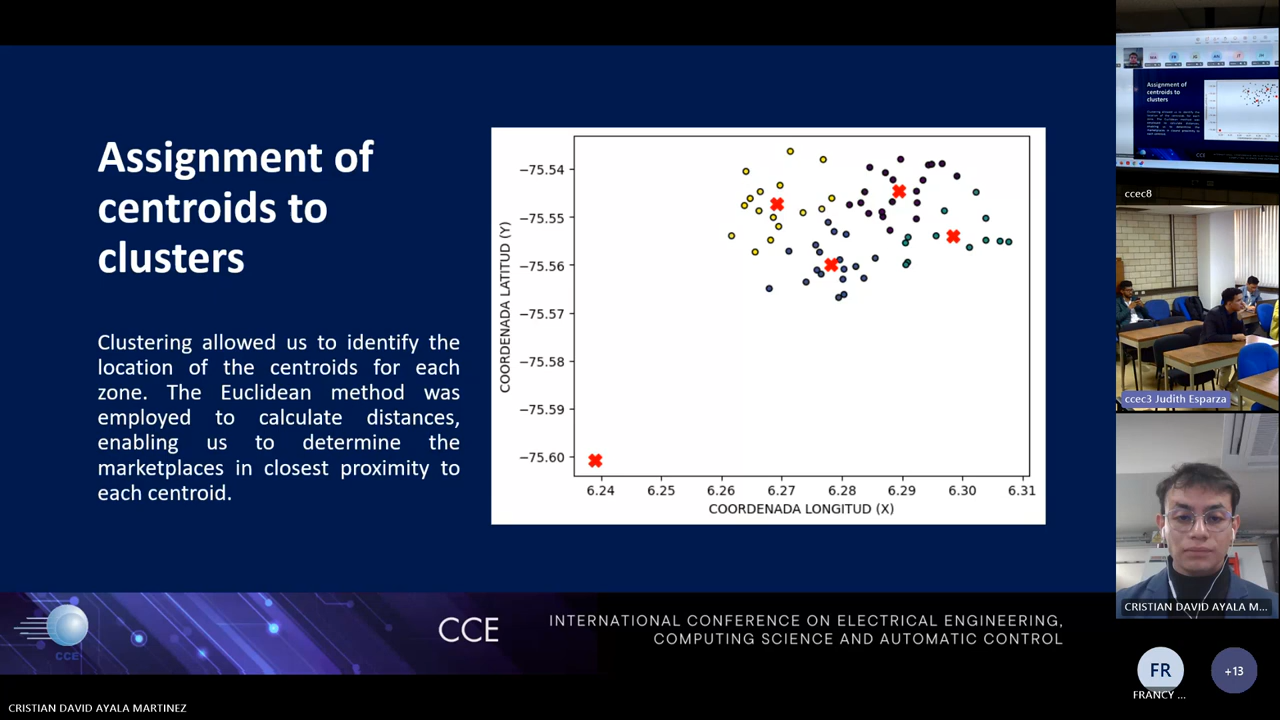 Assignment of
centroids to
clusters
Clustering allowed us to identify the
location of the centroids for each
zone. The Euclidean method was
employed to calculate distances,
enabling us to determine the
marketplaces in closest proximity to
each centroid.
COORDENADA LATITUD (Y)
−75.54
−75.55
−75.56
−75.57
−75.58
−75.59
−75.60
6.24 6.25 6.26 6.27 6.28 6.29 6.30 6.31
COORDENADA LONGITUD (X)
CCE
CCE
INTERNATIONAL CONFERENCE ON ELECTRICAL ENGINEERING,
COMPUTING SCIENCE AND AUTOMATIC CONTROL
CRISTIAN DAVID AYALA MARTINEZ
Assignment of
centroids to
clusters
ccec8
ccec3 Judith Esparza
CRISTIAN DAVID AYALA M...
FR
+13
FRANCY ...